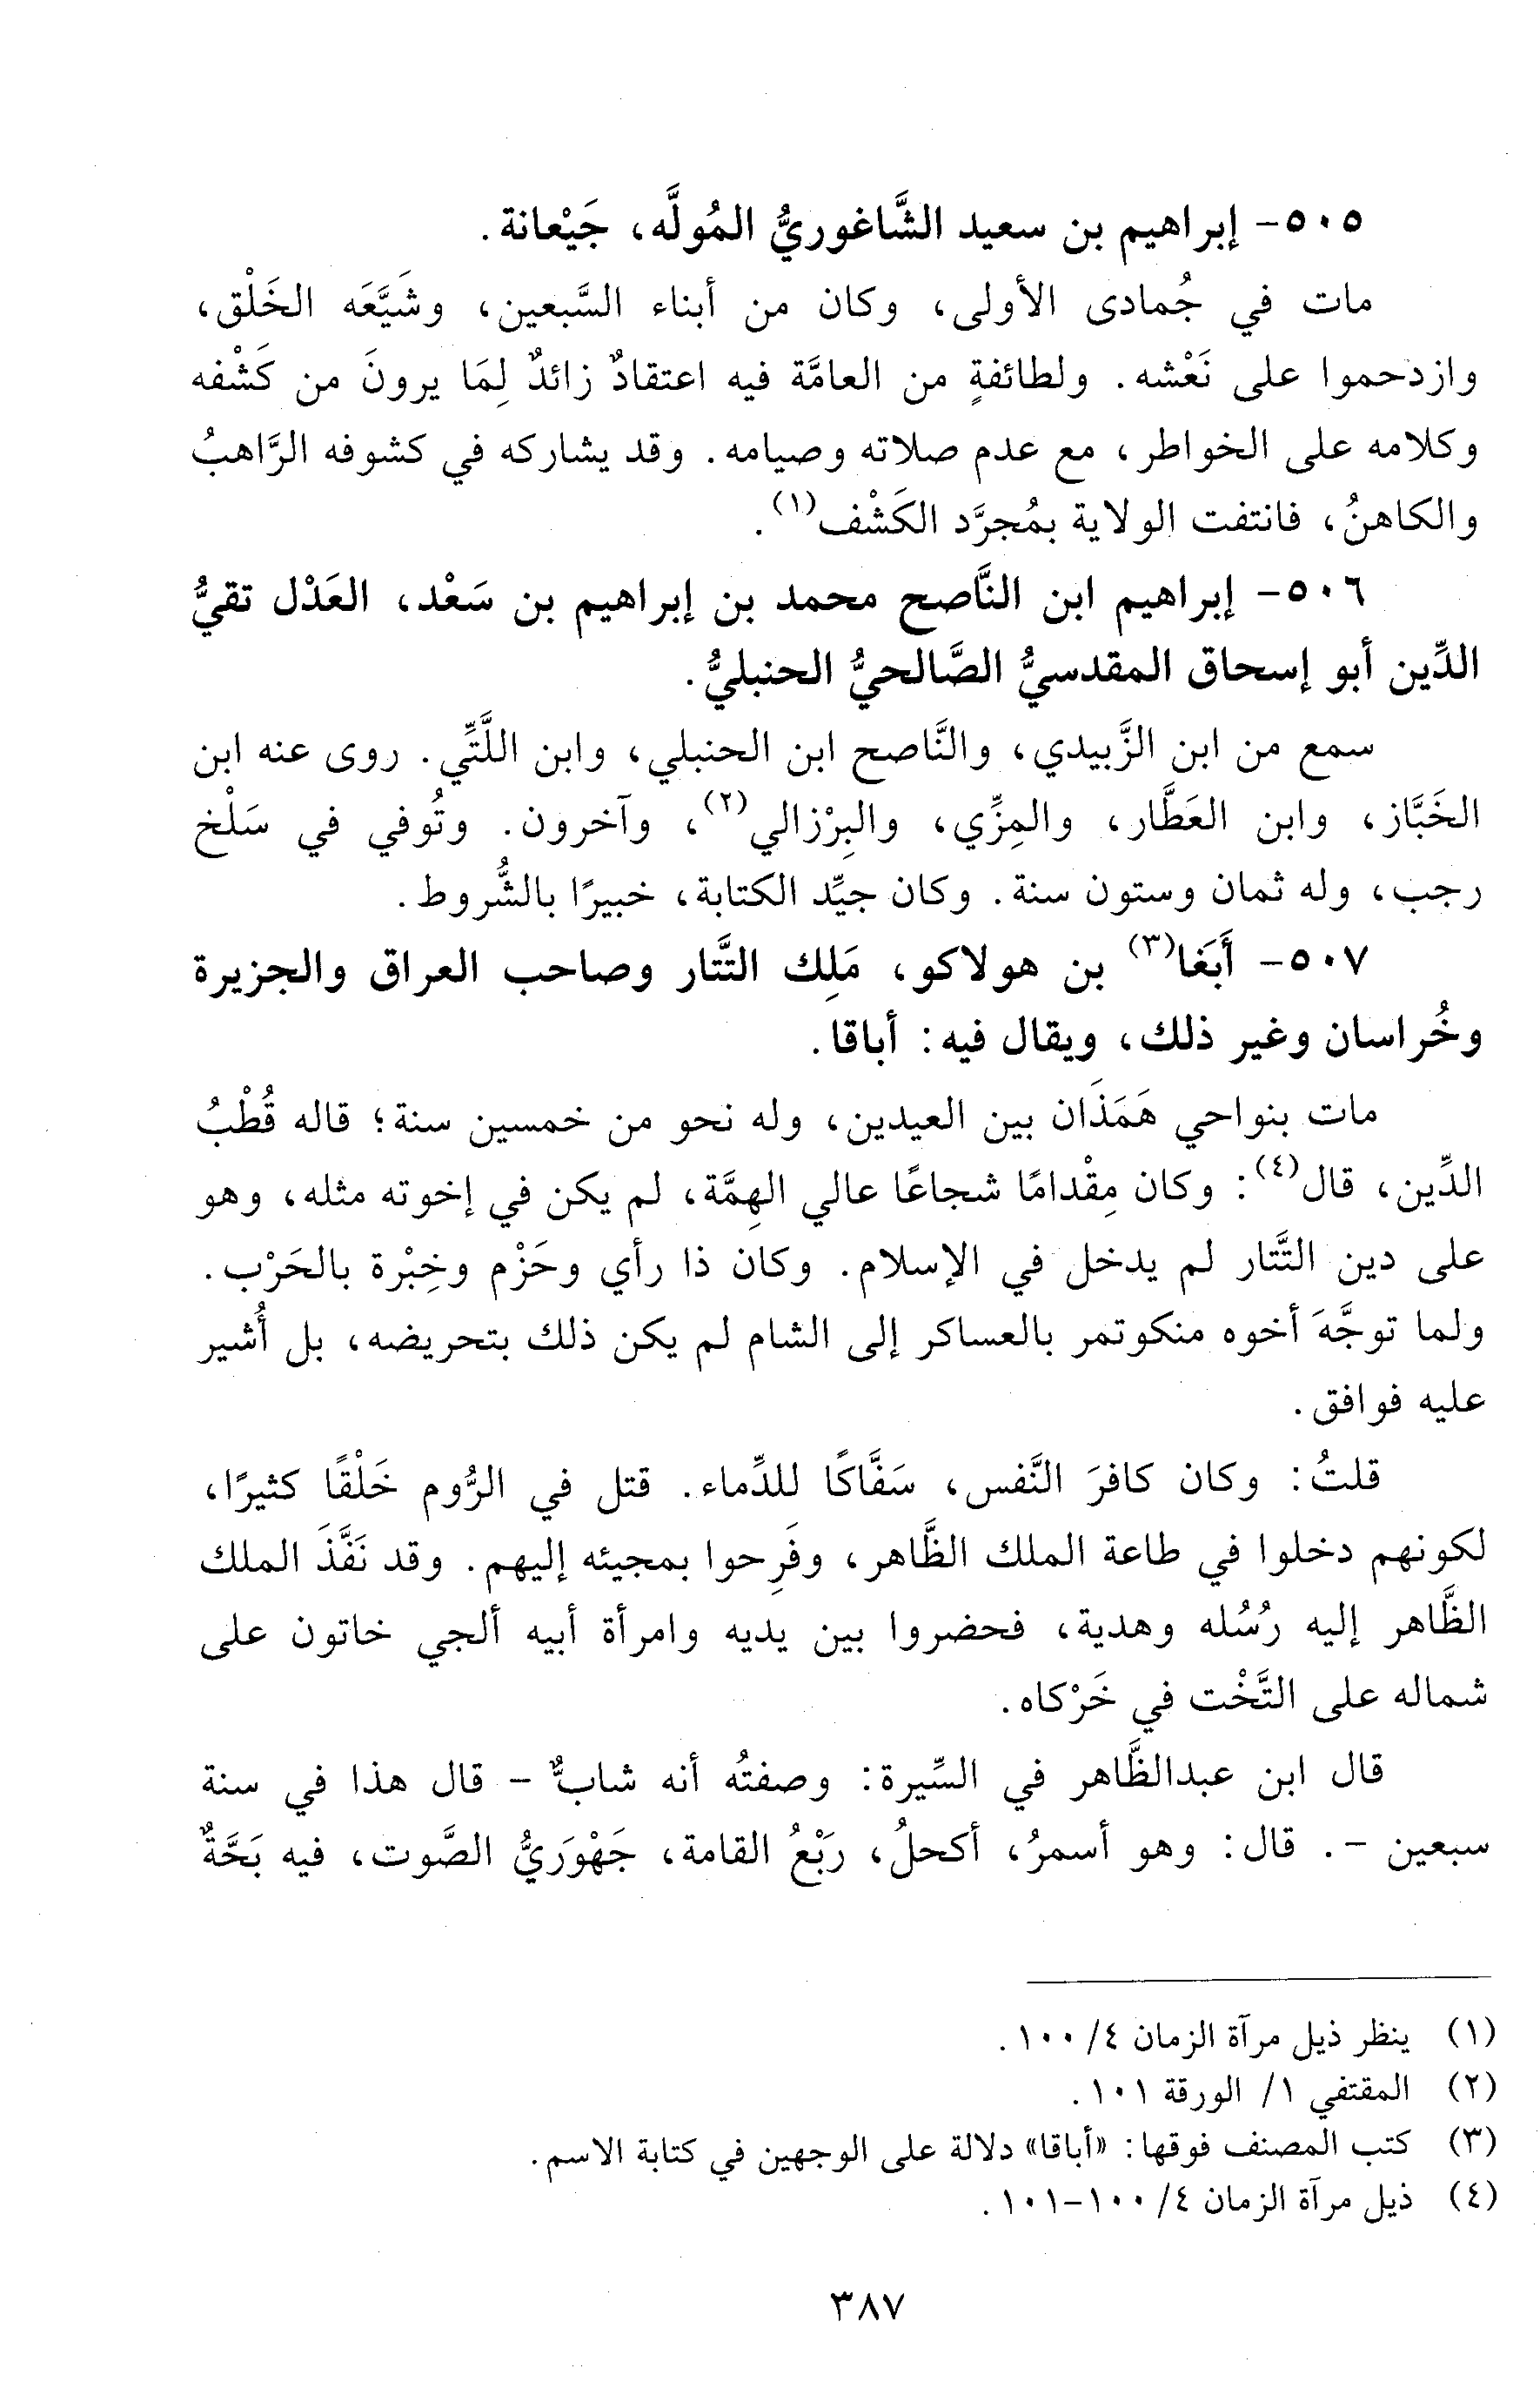 ٥٠٥- إبراهيم بن سعيد الشَّاغوريُّ المُولَّه، جَيْعانة.
مات في جُمادى الأولى، وكان من أبناء السَّبعين، وشَيَّعَه الخَلْق،
وازدحموا على نَعْشه. ولطائفةٍ من العامَّة فيه اعتقادٌ زائدٌ لِمَا يرونَ من كَشْفه
وكلامه على الخواطر، مع عدم صلاته وصيامه. وقد يشاركه في كشوفه الرَّاهبُ
والكاهنُ، فانتفت الولاية بمُجرَّد الكَشْف(١).
٥٠٦- إبراهيم ابن النَّاصح محمد بن إبراهيم بن سَعْد، العَدْل تقيُّ
الدِّين أبو إسحاق المقدسيُّ الصَّالحيُّ الحنبليُّ.
سمع من ابن الزَّبيدي، والنَّاصح ابن الحنبلي، وابن اللَّتِّي. روى عنه ابن
الخَبَّاز، وابن العَطَّار، والمِزِّي، والبِرْزالي(٢)، وآخرون. وتُوفي في سَلْخ
رجب، وله ثمان وستون سنة. وكان جيِّد الكتابة، خبيرًا بالشُّروط.
٥٠٧- أَبَغا(٣) بن هولاكو، مَلِك التَّتار وصاحب العراق والجزيرة
وخُراسان وغير ذلك، ويقال فيه: أباقا.
مات بنواحي هَمَذَان بين العيدين، وله نحو من خمسين سنة؛ قاله قُطْبُ
الدِّين، قال(٤): وكان مِقْدامًا شجاعًا عالي الهِمَّة، لم يكن في إخوته مثله، وهو
على دين التَّتار لم يدخل في الإسلام. وكان ذا رأي وحَزْم وخِبْرة بالحَرْب.
ولما توجَّهَ أخوه منكوتمر بالعساكر إلى الشام لم يكن ذلك بتحريضه، بل أُشير
عليه فوافق.
قلتُ: وكان كافرَ النَّفس، سَفَّاكًا للدِّماء. قتل في الرُّوم خَلْقًا كثيرًا،
لكونهم دخلوا في طاعة الملك الظَّاهر، وفَرِحوا بمجيئه إليهم. وقد نَفَّذَ الملك
الظَّاهر إليه رُسُله وهدية، فحضروا بين يديه وامرأة أبيه ألجي خاتون على
شماله على التَّخْت في خَرْكاه.
قال ابن عبدالظَّاهر في السِّيرة: وصفتُه أنه شابٌّ - قال هذا في سنة
سبعين -. قال: وهو أسمرُ، أكحلُ، رَبْعُ القامة، جَهْوَريُّ الصَّوت، فيه بَحَّةٌ
(١) ينظر ذيل مرآة الزمان ٤/ ١٠٠.
(٢) المقتفي ١/ الورقة ١٠١.
(٣) كتب المصنف فوقها: «أباقا» دلالة على الوجهين في كتابة الاسم.
(٤) ذيل مرآة الزمان ٤/ ١٠٠-١٠١.
٣٨٧